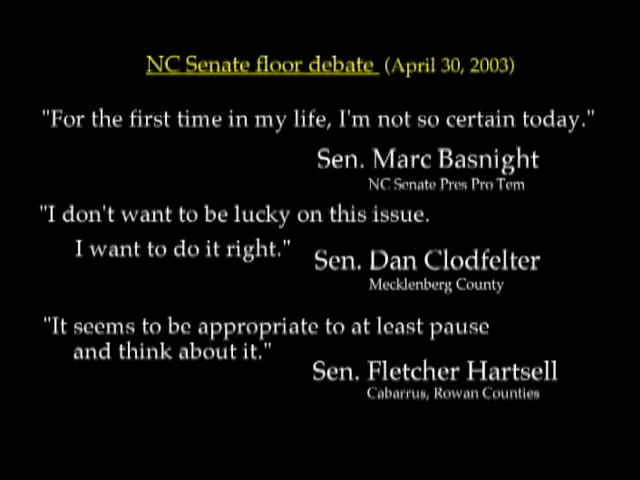 NC Senate floor debate (April 30, 2003)
"For the first time in my life, I'm not so certain today."
Sen. Marc Basnight
NC Senate Pres Pro Tem
"I don't want to be lucky on this issue.
I want to do it right."
Sen. Dan Clodfelter
Mecklenberg County
"It seems to be appropriate to at least pause
and think about it."
Sen. Fletcher Hartsell
Cabarrus, Rowan Counties